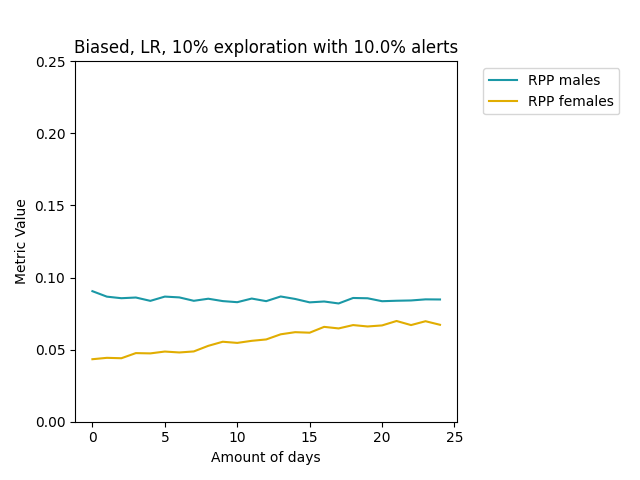 Biased, LR, 10% exploration with 10.0% alerts
RPP males
RPP females
Metric Value
0.25
0.20
0.15
0.10
0.05
0.00
0 5 10 15 20 25
Amount of days